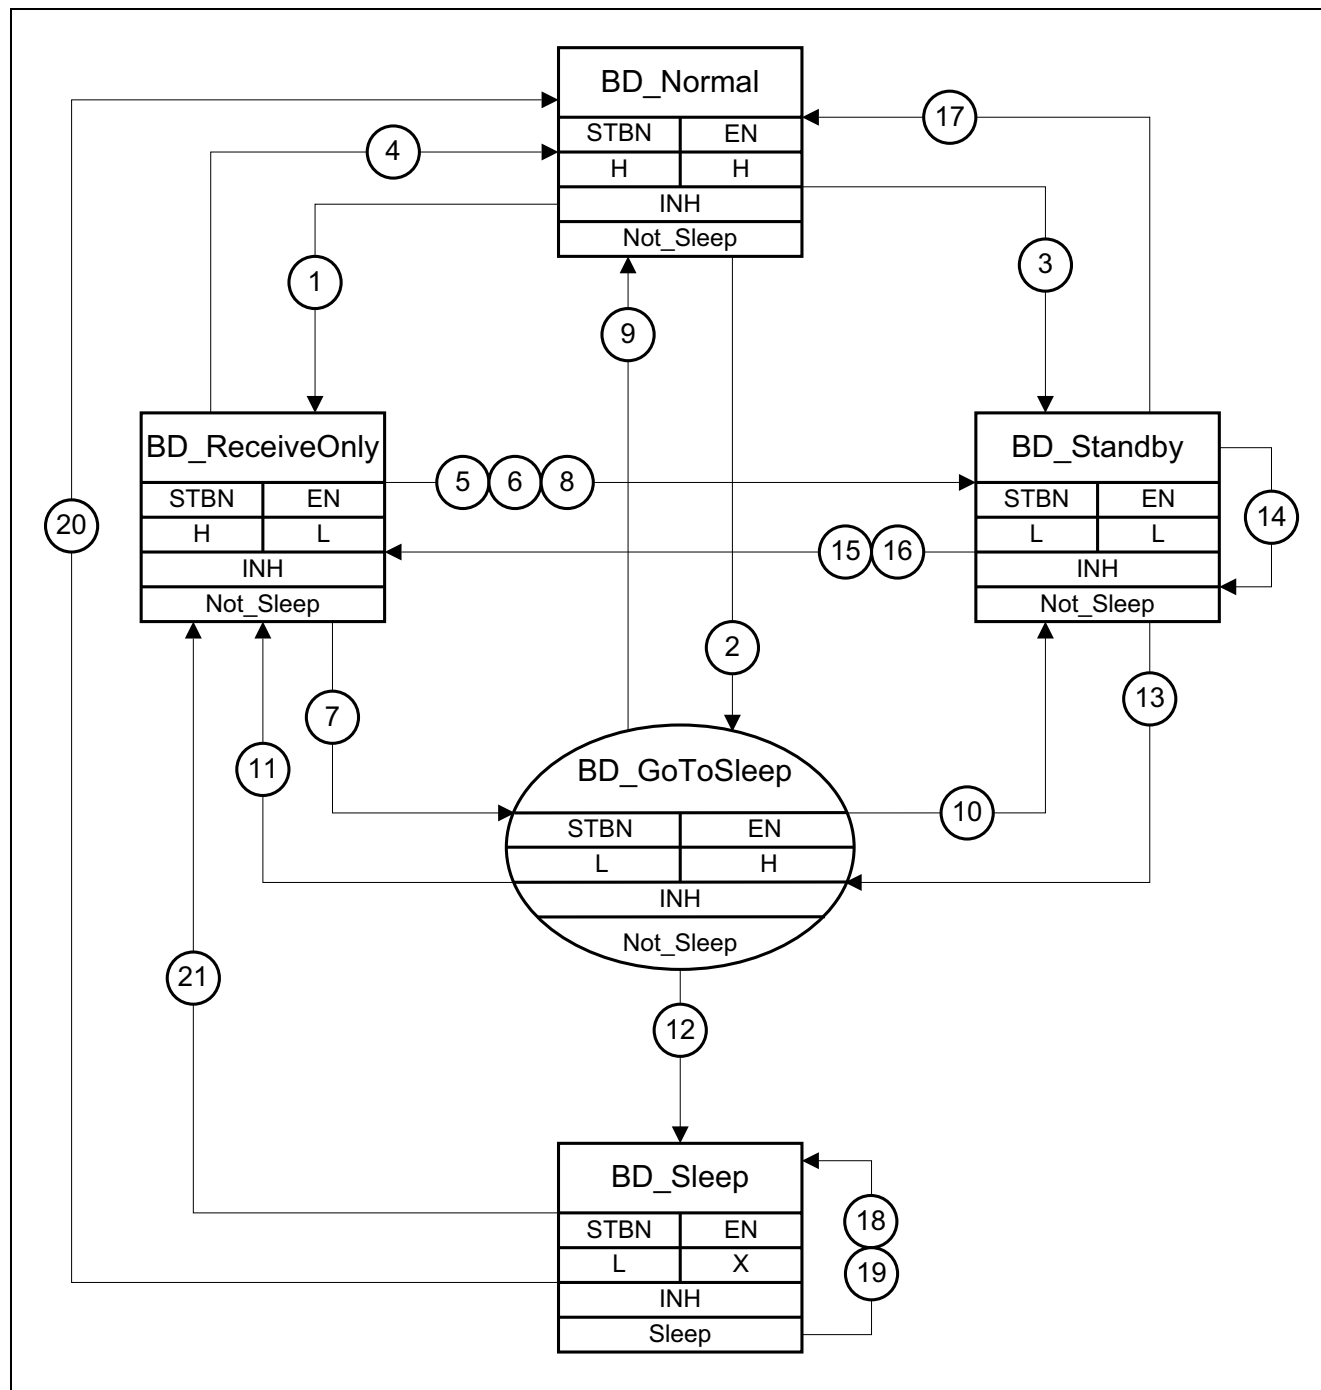 BD_Normal
STBN EN
H H
INH
Not_Sleep
17
4
3
1
9
BD_ReceiveOnly
STBN EN
H L
INH
Not_Sleep
5 6 8
15 16
BD_Standby
STBN EN
L L
INH
Not_Sleep
14
20
2
13
7
11
10
BD_GoToSleep
STBN EN
L H
INH
Not_Sleep
21
12
BD_Sleep
STBN EN
L X
INH
Sleep
18
19